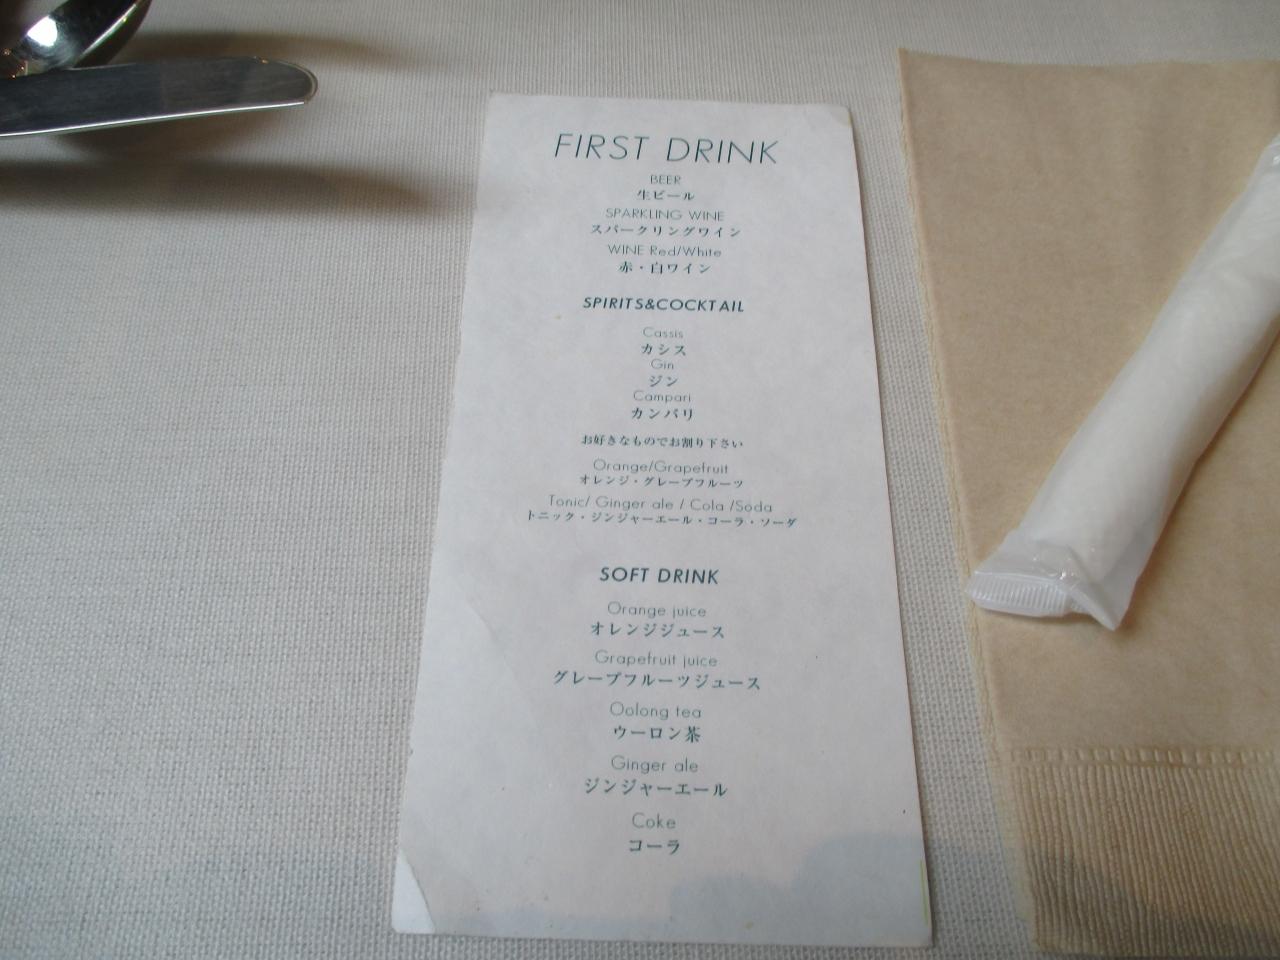 FIRST DRINK
BEER
生ビール
SPARKLING WINE
スパークリングワイン
WINE Red/White
赤・白ワイン
SPIRITS&COCKTAIL
Cassis
カシス
Gin
ジン
Campari
カンパリ
お好きなものでお割り下さい
Orange/Grapefruit
オレンジ・グレープフルーツ
Tonic/ Ginger ale / Cola /Soda
トニック・ジンジャーエール・コーラ・ソーダ
SOFT DRINK
Orange juice
オレンジジュース
Grapefruit juice
グレープフルーツジュース
Oolong tea
ウーロン茶
Ginger ale
ジンジャーエール
Coke
コーラ